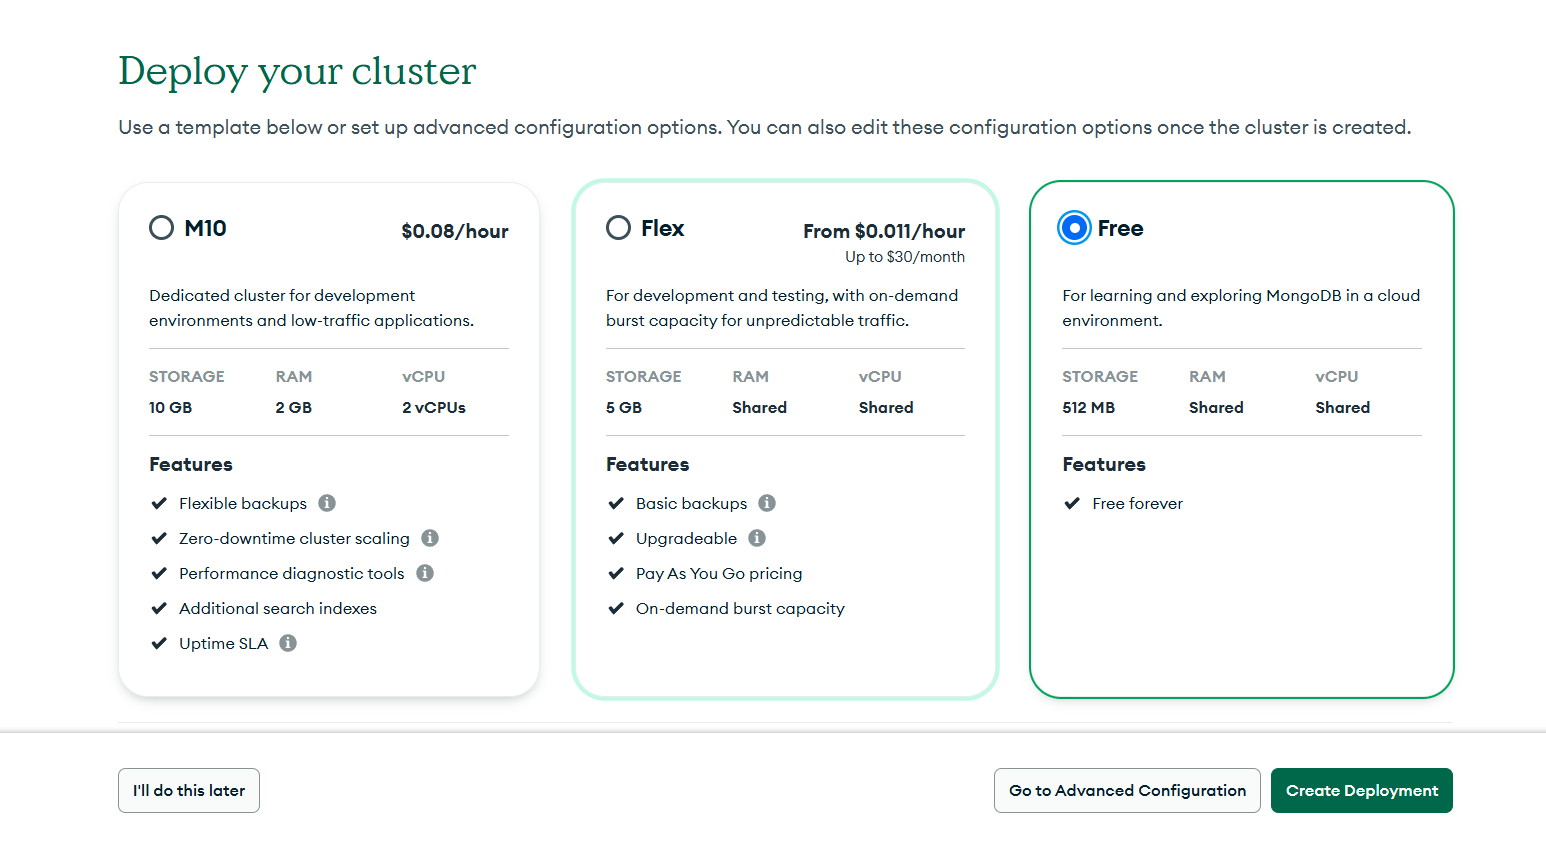 Deploy your cluster
Use a template below or set up advanced configuration options. You can also edit these configuration options once the cluster is created.
M10
$0.08/hour
Dedicated cluster for development
environments and low-traffic applications.
STORAGE RAM vCPU
10 GB 2 GB 2 vCPUs
Features
Flexible backups
Zero-downtime cluster scaling
Performance diagnostic tools
Additional search indexes
Uptime SLA
Flex
From $0.011/hour
Up to $30/month
For development and testing, with on-demand
burst capacity for unpredictable traffic.
STORAGE RAM vCPU
5 GB Shared Shared
Features
Basic backups
Upgradeable
Pay As You Go pricing
On-demand burst capacity
Free
For learning and exploring MongoDB in a cloud
environment.
STORAGE RAM vCPU
512 MB Shared Shared
Features
Free forever
I'll do this later
Go to Advanced Configuration
Create Deployment